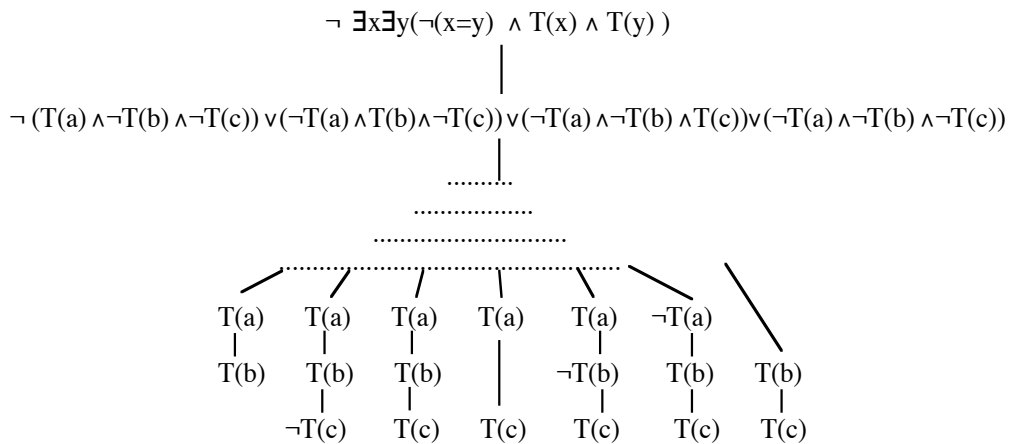 ¬ ∃x∃y(¬(x=y) ∧ T(x) ∧ T(y) )
¬ (T(a) ∧¬T(b) ∧¬T(c)) ∨(¬T(a) ∧T(b)∧¬T(c))∨(¬T(a) ∧¬T(b) ∧T(c))∨(¬T(a) ∧¬T(b) ∧¬T(c))
T(a) T(a) T(a) T(a) T(a) ¬T(a)
T(b) T(b) T(b) ¬T(b) T(b) T(b)
¬T(c) T(c) T(c) T(c) T(c) T(c)